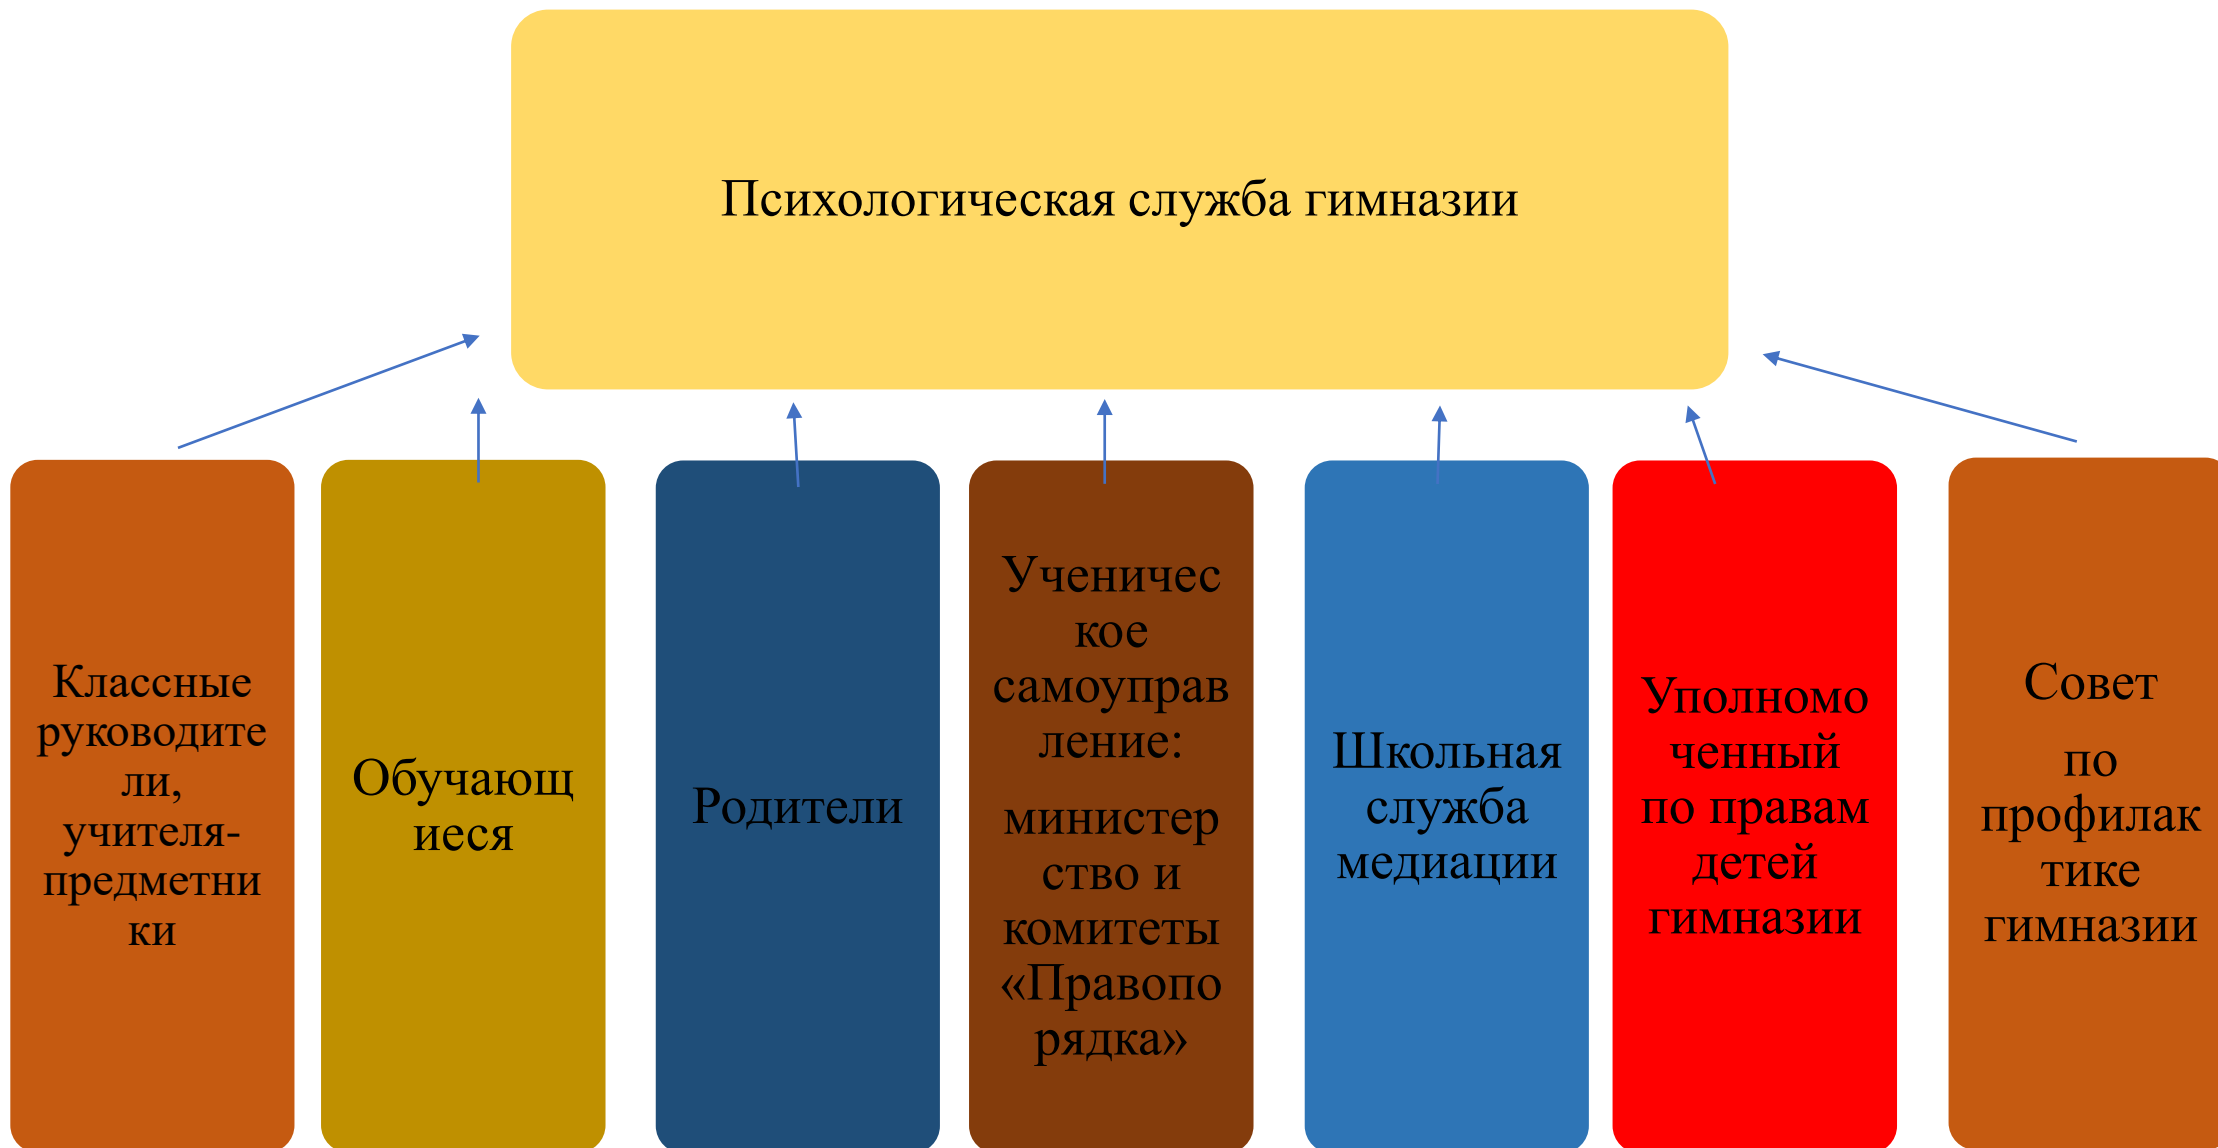 Психологическая служба гимназии
Классные
руководите
ли,
учителя-
предметни
ки
Обучающ
иеся
Родители
Ученичес
кое
самоуправ
ление:
министер
ство и
комитеты
«Правопо
рядка»
Школьная
служба
медиации
Уполномо
ченный
по правам
детей
гимназии
Совет
по
профилак
тике
гимназии